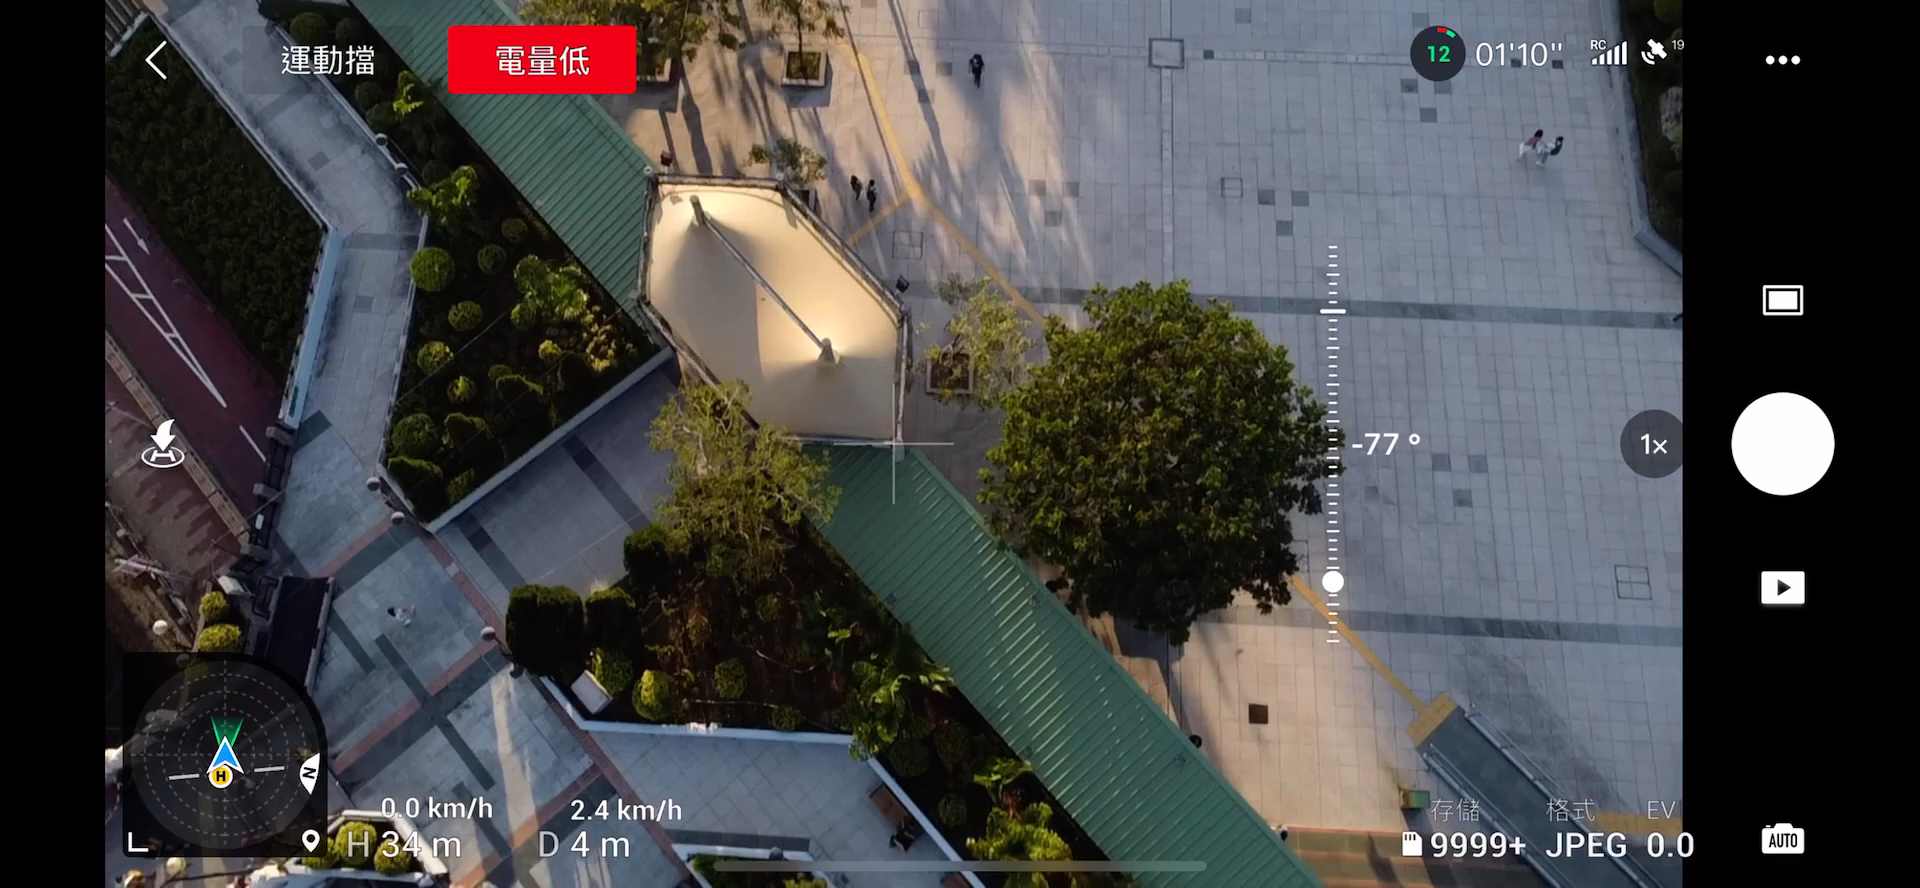 運動擋
電量低
12
01'10"
RC
19
-77°
1×
N
H
0.0 km/h
2.4 km/h
H 34 m
D 4 m
存儲
格式
EV
9999+
JPEG
0.0
AUTO